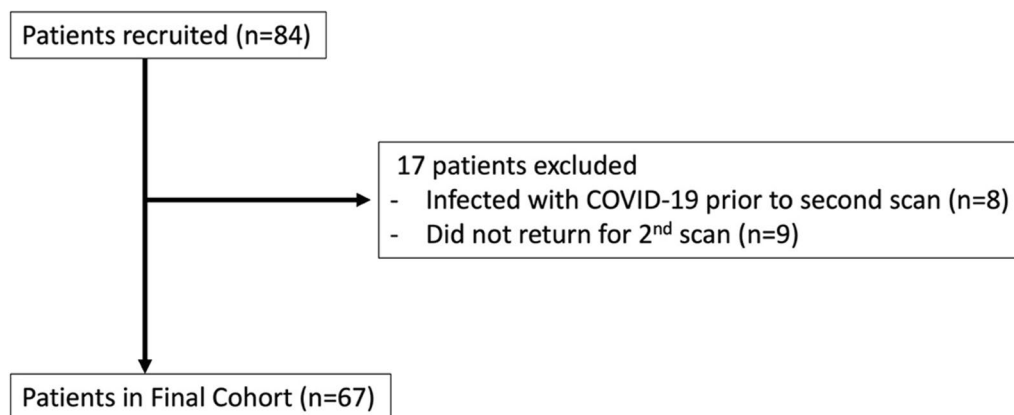 Patients recruited (n=84)
17 patients excluded
- Infected with COVID-19 prior to second scan (n=8)
- Did not return for 2nd scan (n=9)
Patients in Final Cohort (n=67)